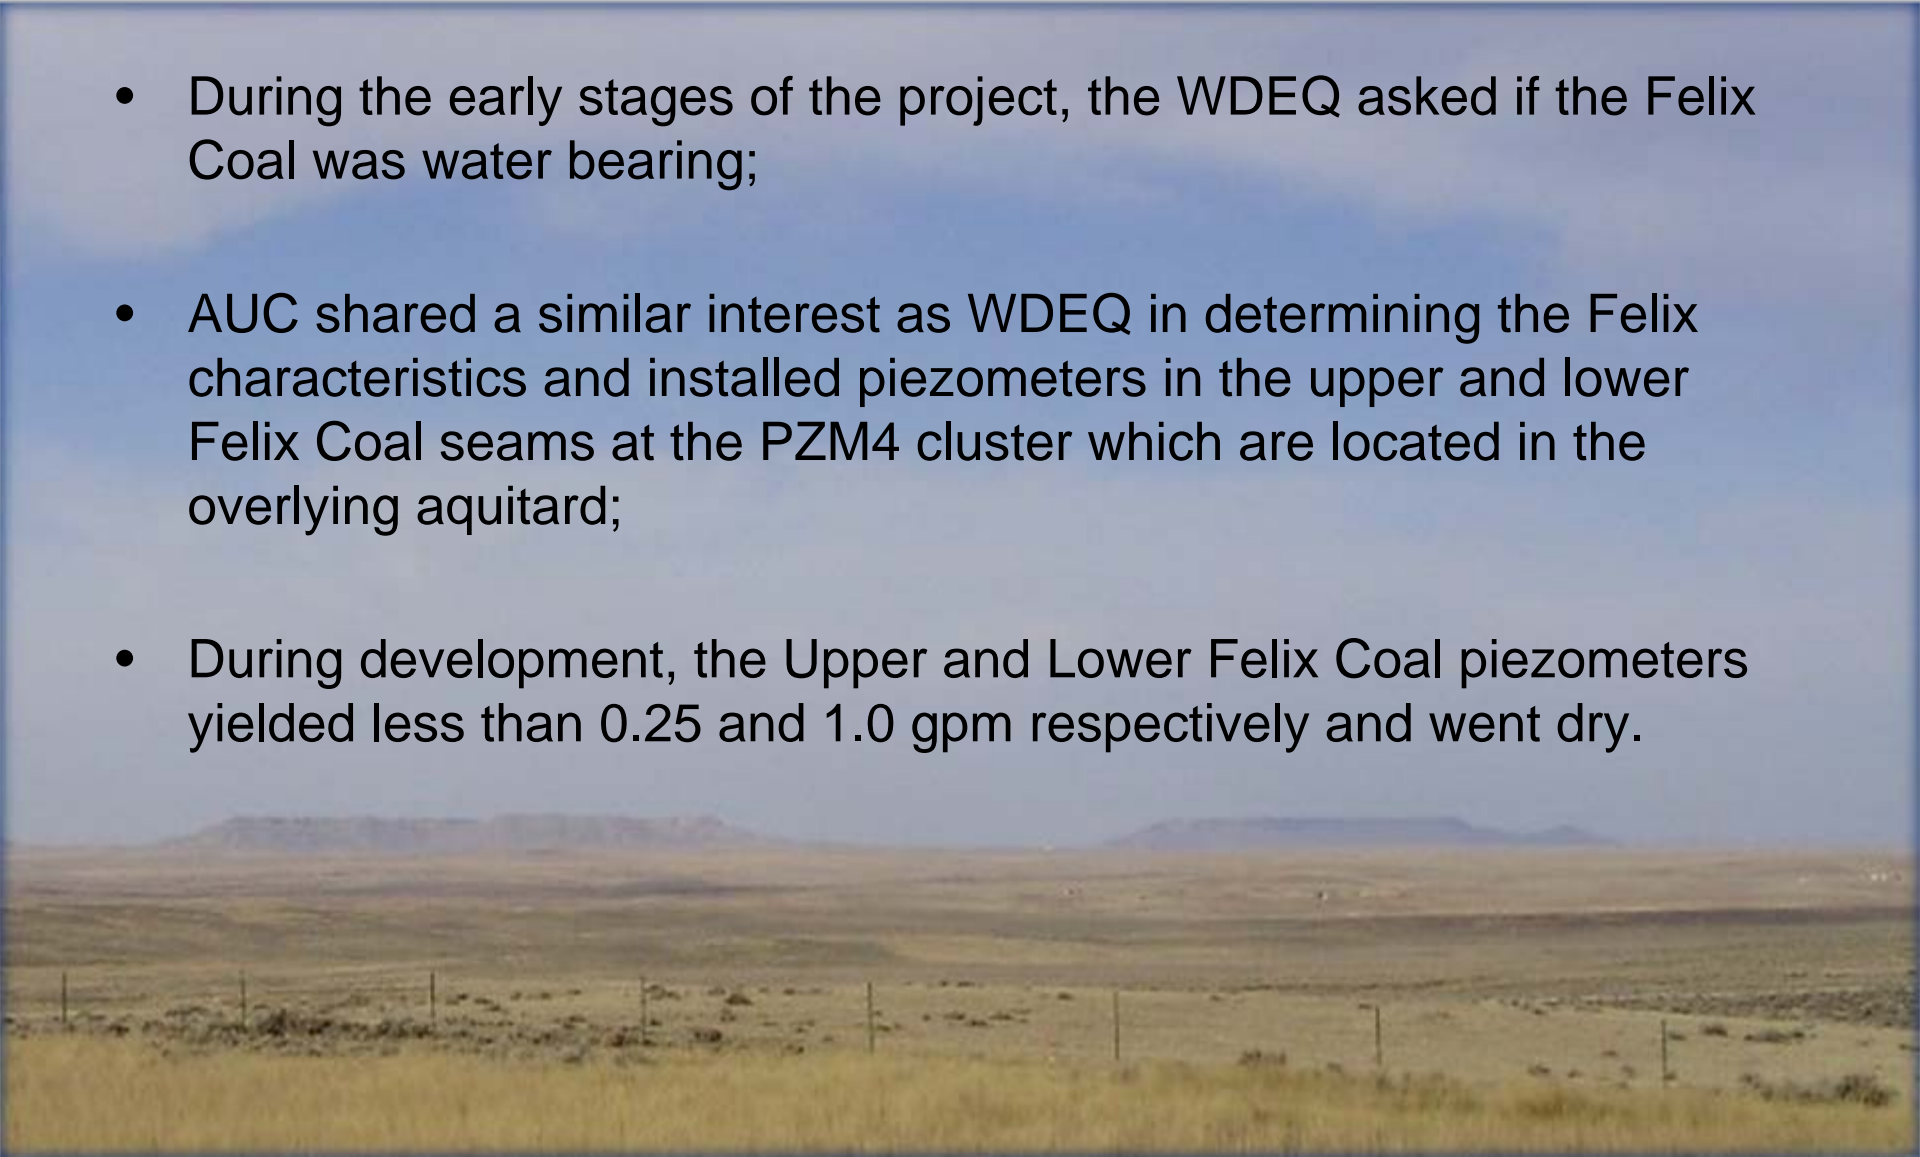 • During the early stages of the project, the WDEQ asked if the Felix
Coal was water bearing;
• AUC shared a similar interest as WDEQ in determining the Felix
characteristics and installed piezometers in the upper and lower
Felix Coal seams at the PZM4 cluster which are located in the
overlying aquitard;
• During development, the Upper and Lower Felix Coal piezometers
yielded less than 0.25 and 1.0 gpm respectively and went dry.